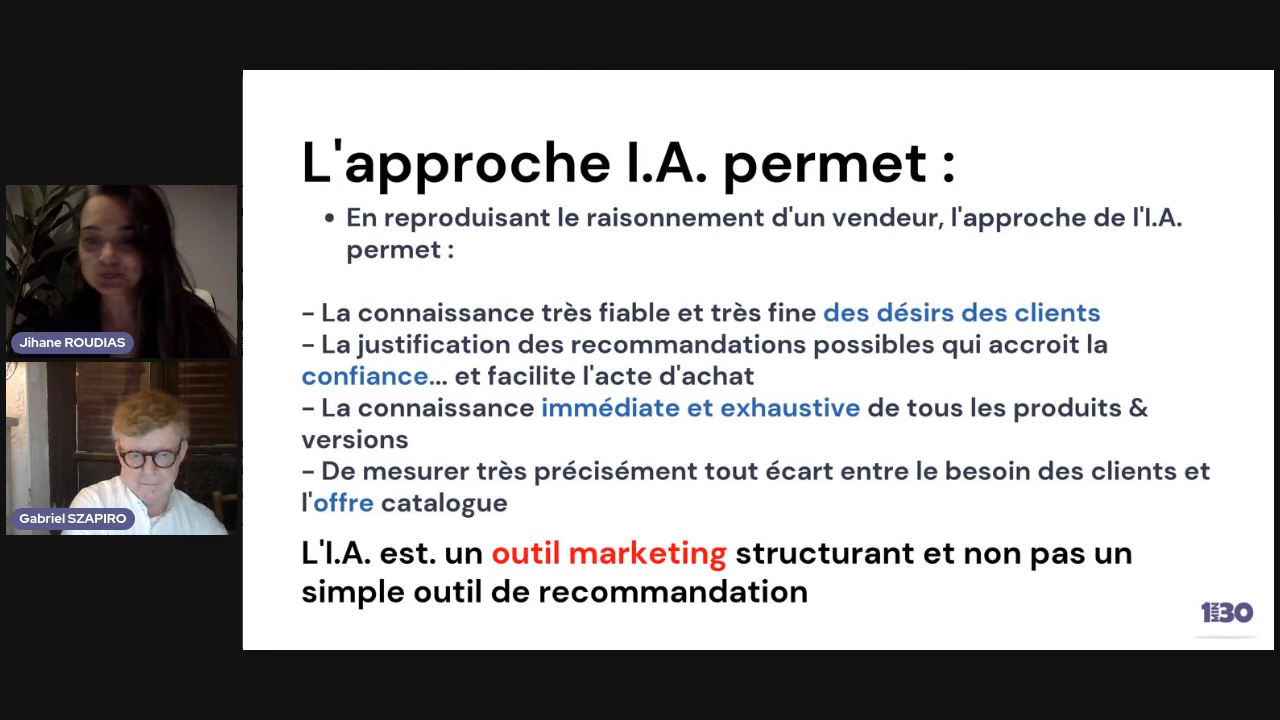 L'approche I.A. permet :
• En reproduisant le raisonnement d'un vendeur, l'approche de l'I.A.
permet :
- La connaissance très fiable et très fine des désirs des clients
- La justification des recommandations possibles qui accroit la
confiance... et facilite l'acte d'achat
- La connaissance immédiate et exhaustive de tous les produits &
versions
- De mesurer très précisément tout écart entre le besoin des clients et
l'offre catalogue
L'I.A. est. un outil marketing structurant et non pas un
simple outil de recommandation
Jihane ROUDIAS
Gabriel SZAPIRO
1MIN30